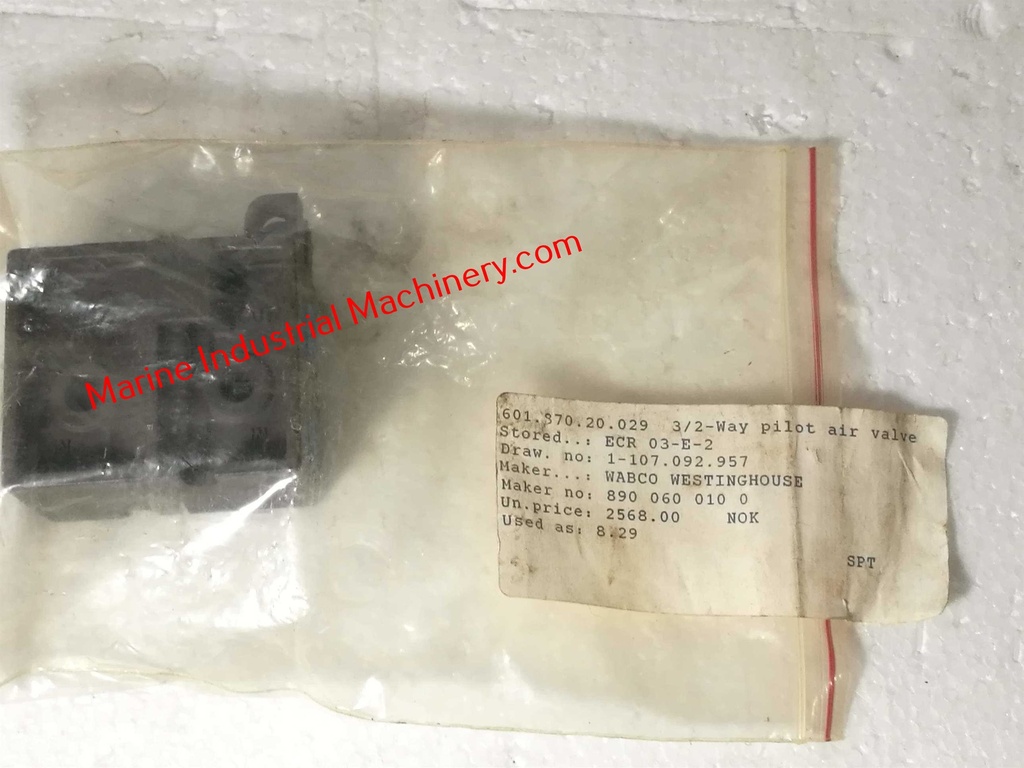 Marine Industrial Machinery.com
601.370.20.029 3/2-Way pilot air valve
Stored..: ECR 03-E-2
Draw. no: 1-107.092.957
Maker...: WABCO WESTINGHOUSE
Maker no: 890 060 010 0
Un.price: 2568.00 NOK
Used as: 8.29
SPT